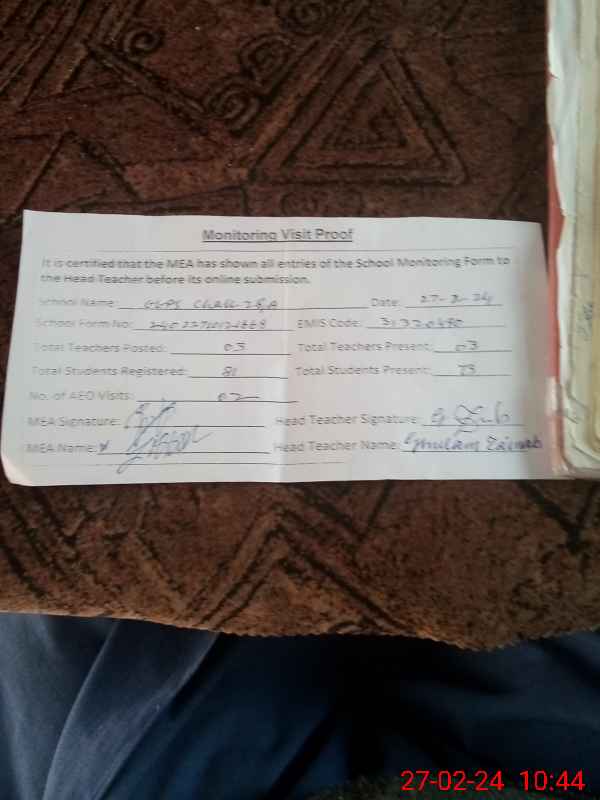 Monitoring Visit Proof
It is certified that the MEA has shown all entries of the School Monitoring Form to
the Head Teacher before its online submission.
School Name: GGPS Chak 28,A Date: 27-2-24
School Form No: EMIS Code:
Total Teachers Posted: 03 Total Teachers Present: 03
Total Students Registered: 81 Total Students Present: 73
No. of AEO Visits: 02
MEA Signature: Head Teacher Signature:
MEA Name: Head Teacher Name: Ghulam Zainab
27-02-24 10:44